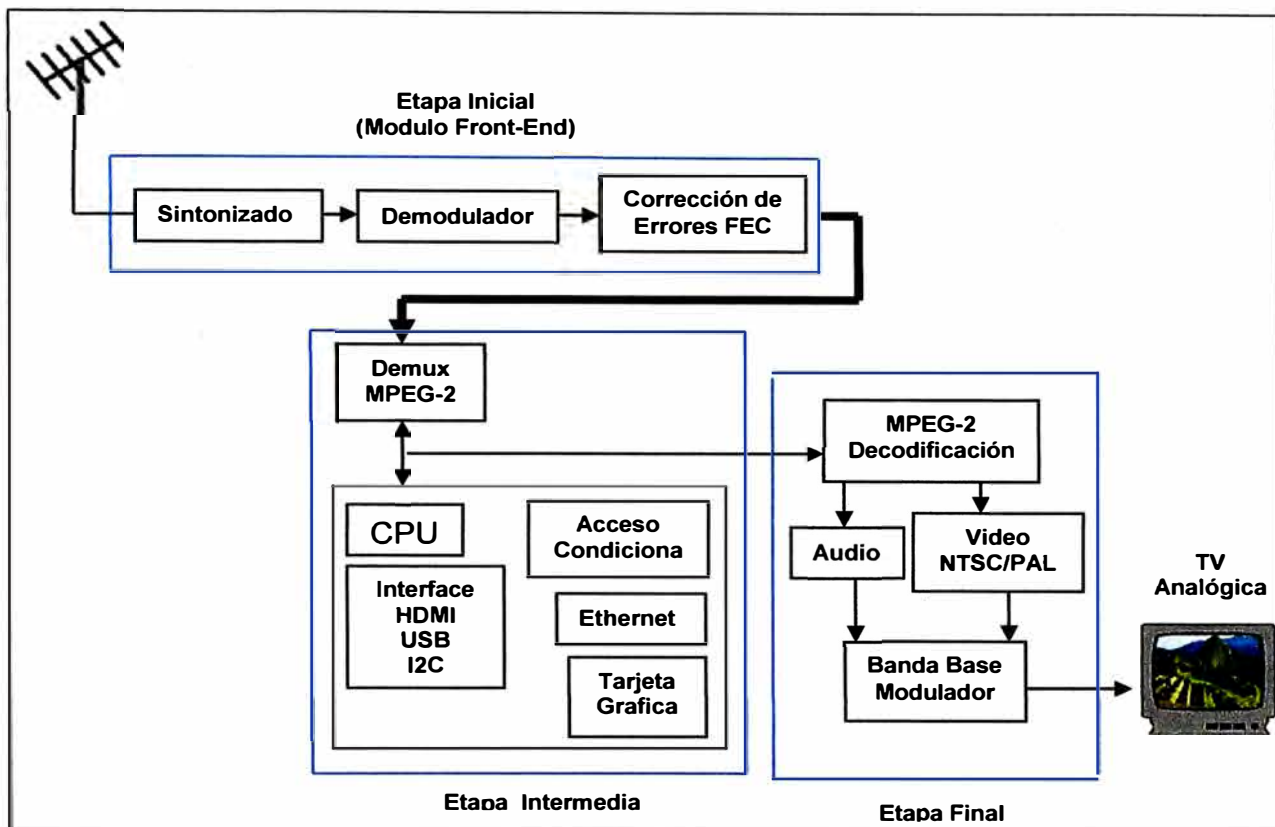 Etapa Inicial
(Modulo Front-End)
Sintonizado
Demodulador
Corrección de
Errores FEC
Demux
MPEG-2
CPU
Interface
HDMI
USB
I2C
Acceso
Condiciona
Ethernet
Tarjeta
Grafica
Etapa Intermedia
MPEG-2
Decodificación
Audio
Video
NTSC/PAL
Banda Base
Modulador
Etapa Final
TV
Analógica